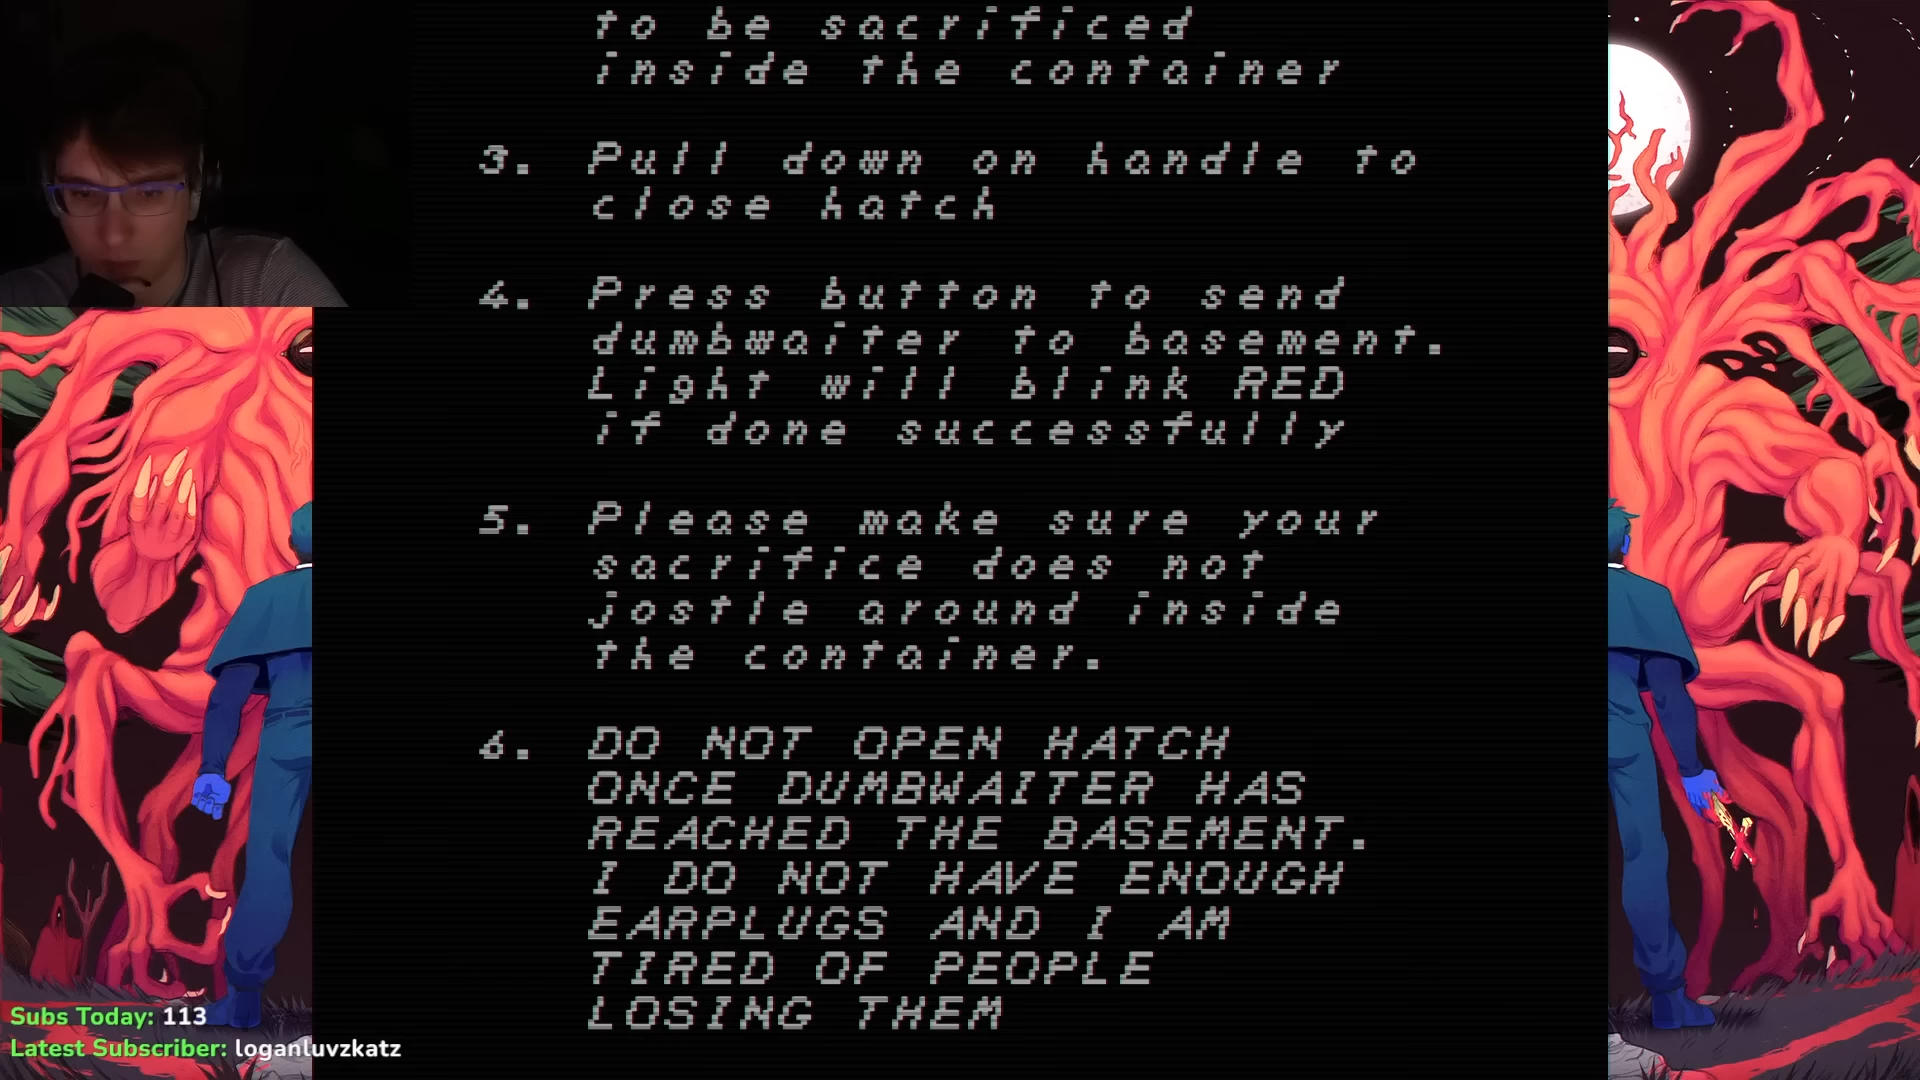 to be sacrificed
inside the container
3. Pull down on handle to
close hatch
4. Press button to send
dumbwaiter to basement.
Light will blink RED
if done successfully
5. Please make sure your
sacrifice does not
jostle around inside
the container.
6. DO NOT OPEN HATCH
ONCE DUMBWAITER HAS
REACHED THE BASEMENT.
I DO NOT HAVE ENOUGH
EARPLUGS AND I AM
TIRED OF PEOPLE
LOSING THEM
Subs Today: 113
Latest Subscriber: loganluvzkatz